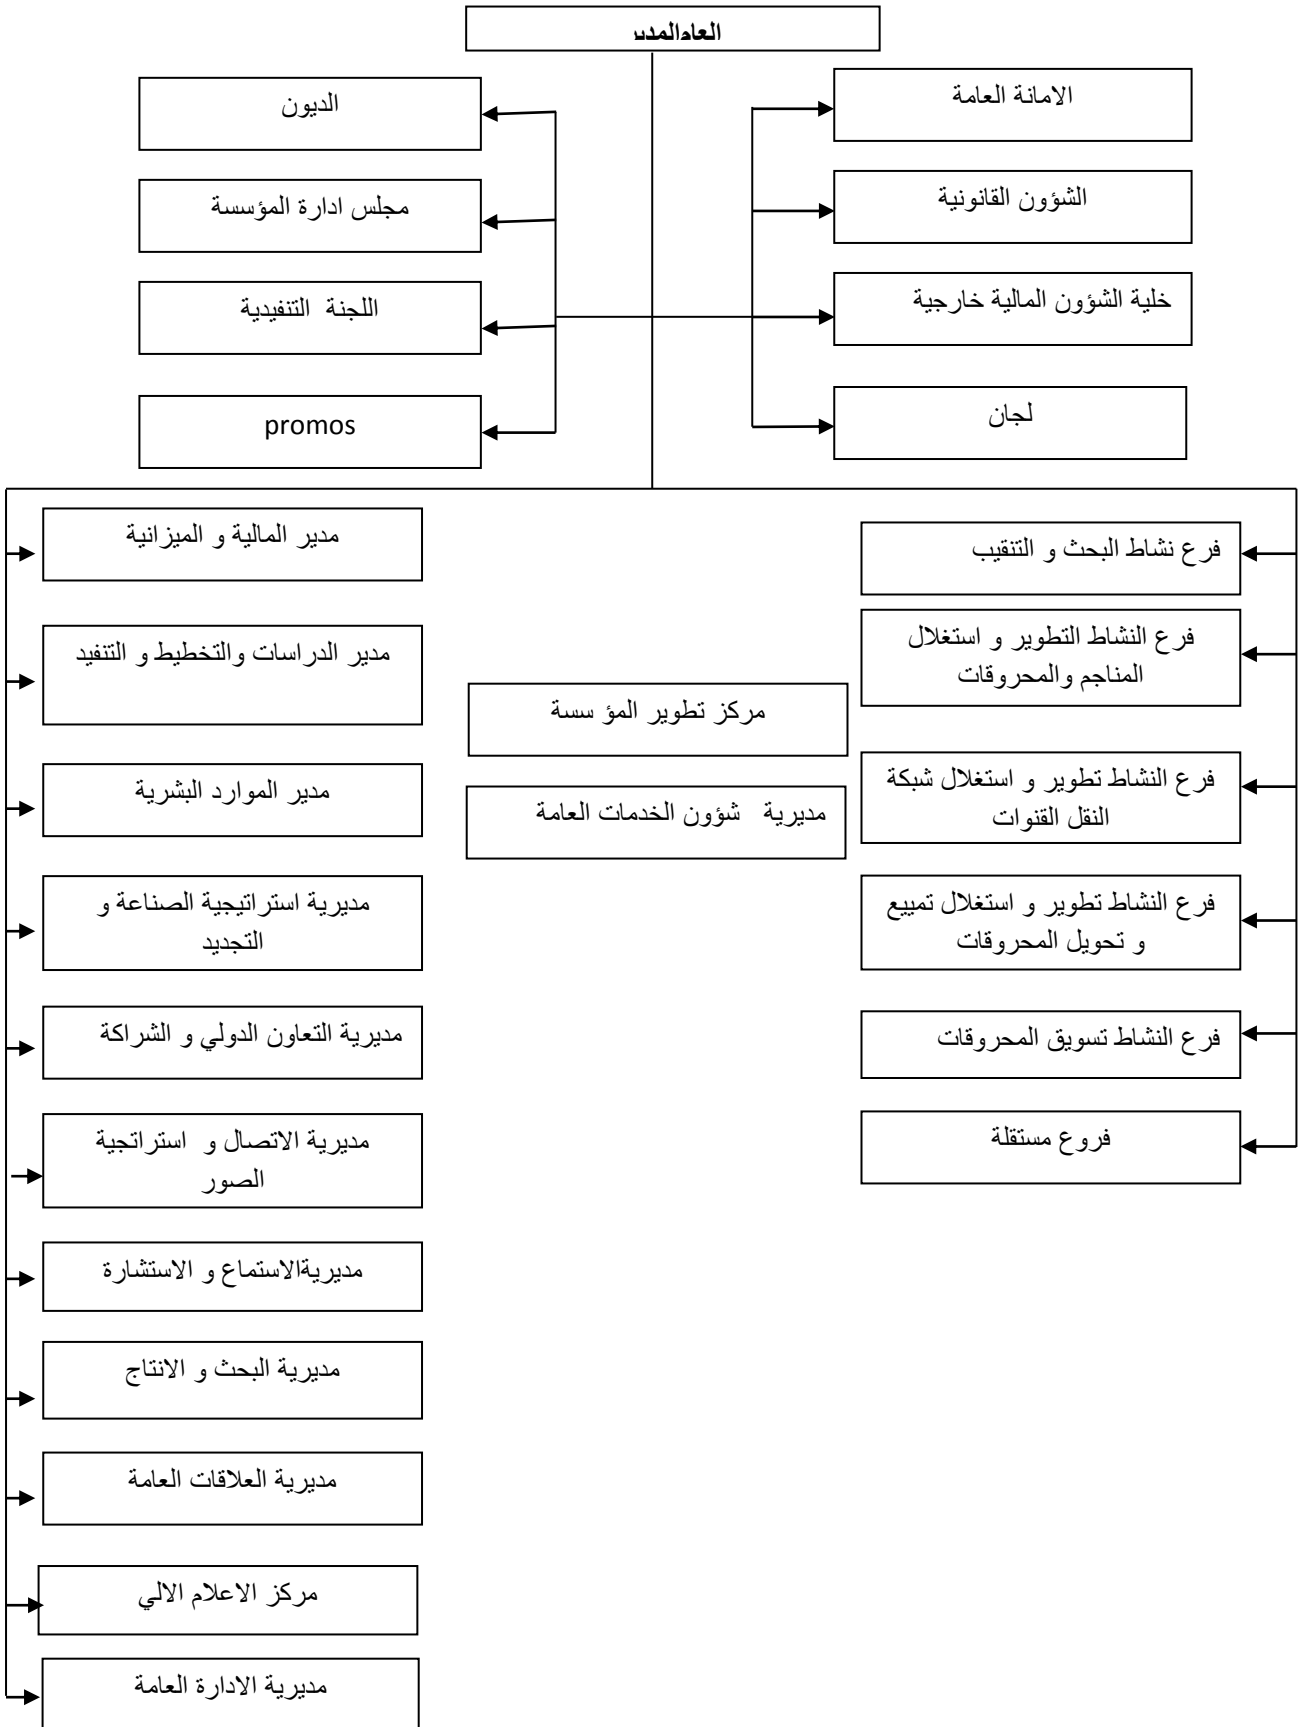 العامالمدير
الامانة العامة
الديون
الشؤون القانونية
مجلس ادارة المؤسسة
خلية الشؤون المالية خارجية
اللجنة التنفيدية
لجان
promos
فرع نشاط البحث و التنقيب
فرع النشاط التطوير و استغلال
المناجم والمحروقات
فرع النشاط تطوير و استغلال شبكة
النقل القنوات
فرع النشاط تطوير و استغلال تمييع
و تحويل المحروقات
فرع النشاط تسويق المحروقات
فروع مستقلة
مركز تطوير المؤ سسة
مديرية شؤون الخدمات العامة
مدير المالية و الميزانية
مدير الدراسات والتخطيط و التنفيد
مدير الموارد البشرية
مديرية استراتيجية الصناعة و
التجديد
مديرية التعاون الدولي و الشراكة
مديرية الاتصال و استراتجية
الصور
مديريةالاستماع و الاستشارة
مديرية البحث و الانتاج
مديرية العلاقات العامة
مركز الاعلام الالي
مديرية الادارة العامة